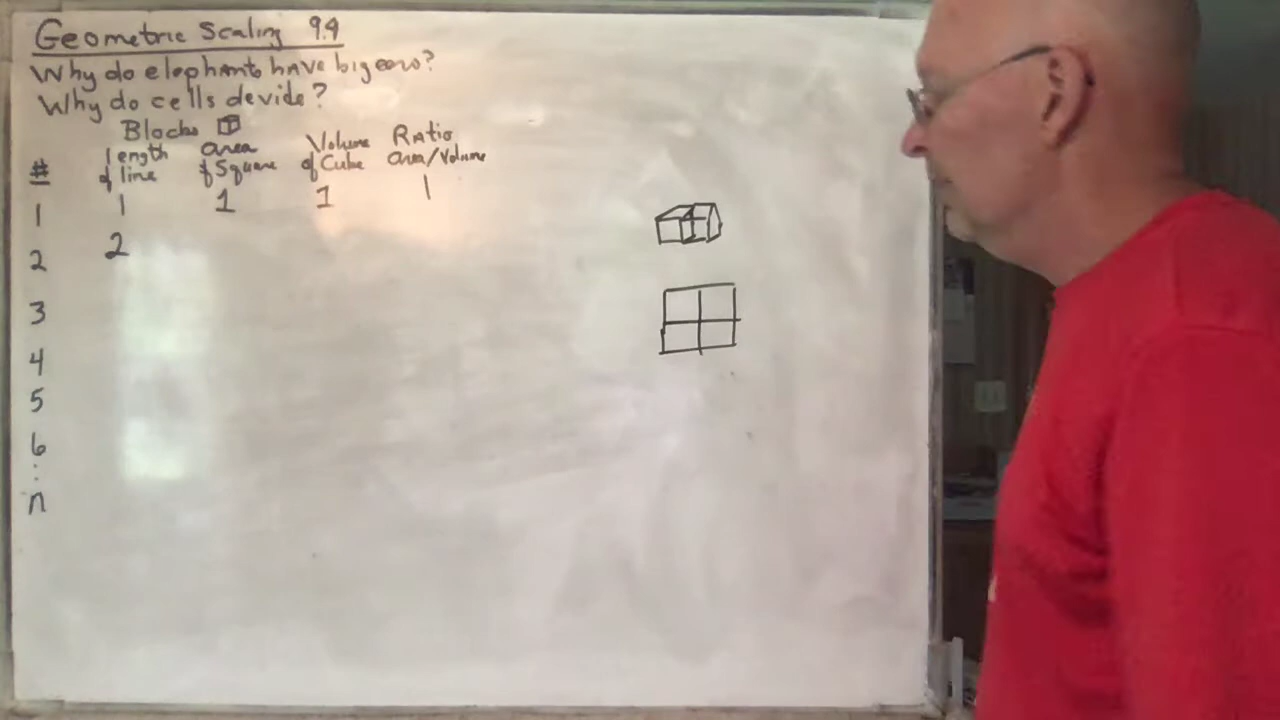 Geometric Scaling 9.4
Why do elephants have big ears?
Why do cells devide?
Blocks
# length of line area of Square Volume of Cube Ratio area/Volume
1 1 1 1 1
2 2
3
4
5
6
:
n